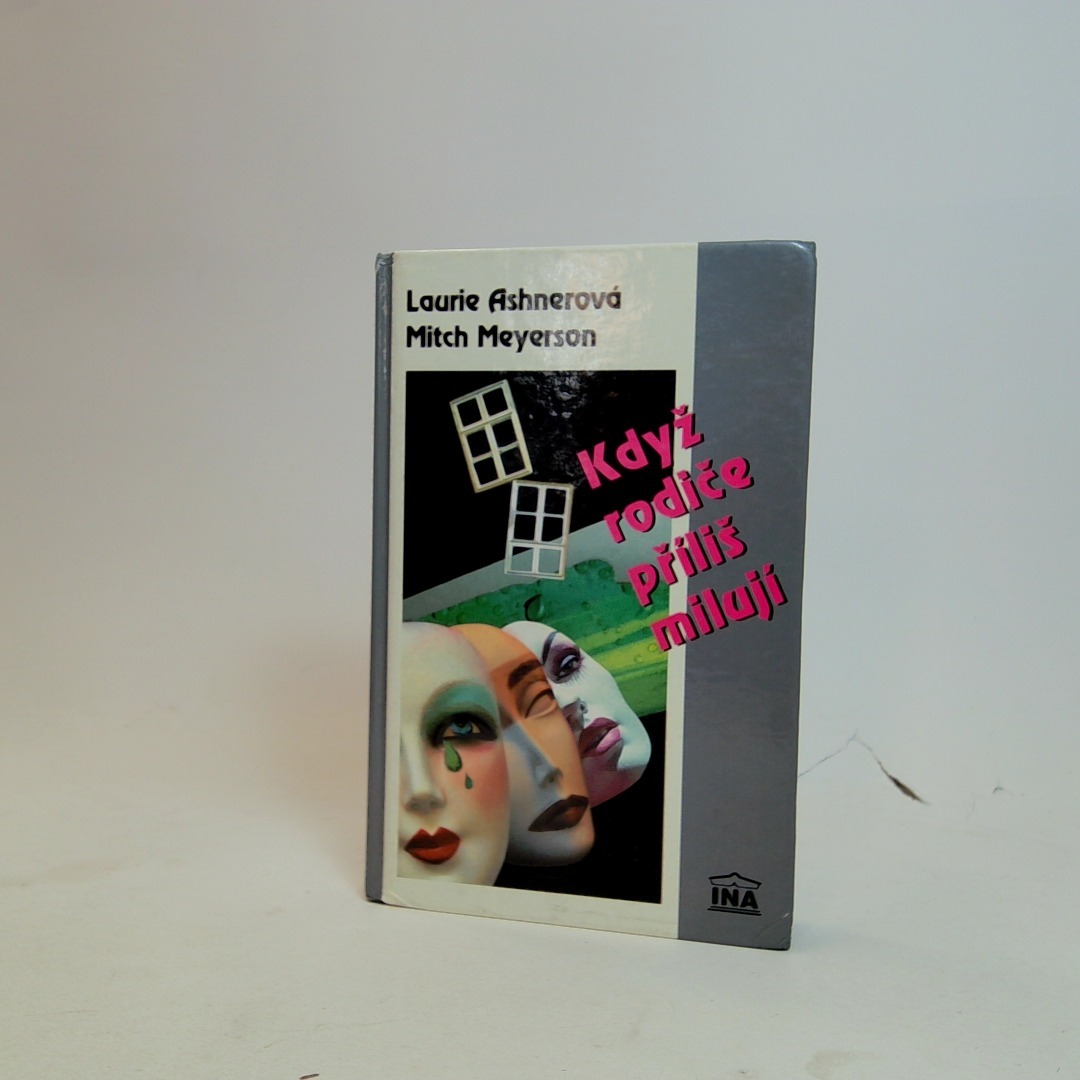 Laurie Ashnerová
Mitch Meyerson
Když
rodiče
příliš
milují
INA